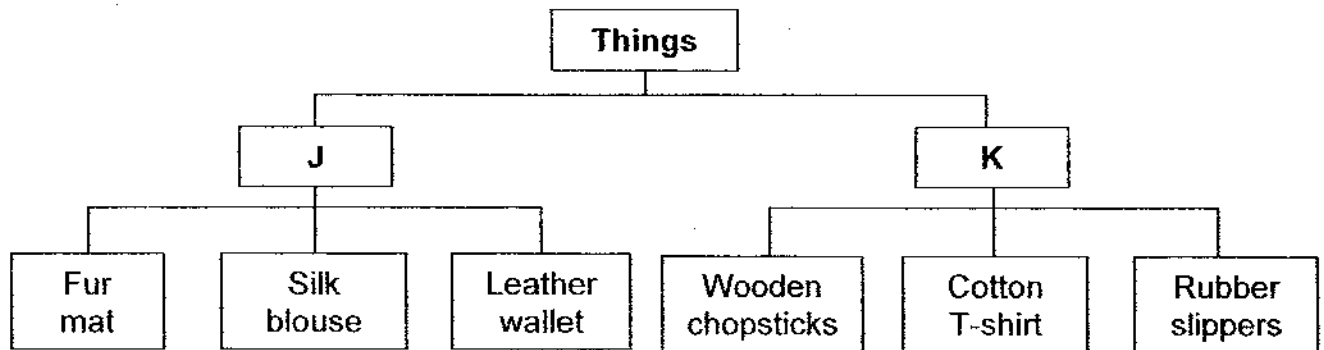 Things
J
K
Fur
mat
Silk
blouse
Leather
wallet
Wooden
chopsticks
Cotton
T-shirt
Rubber
slippers